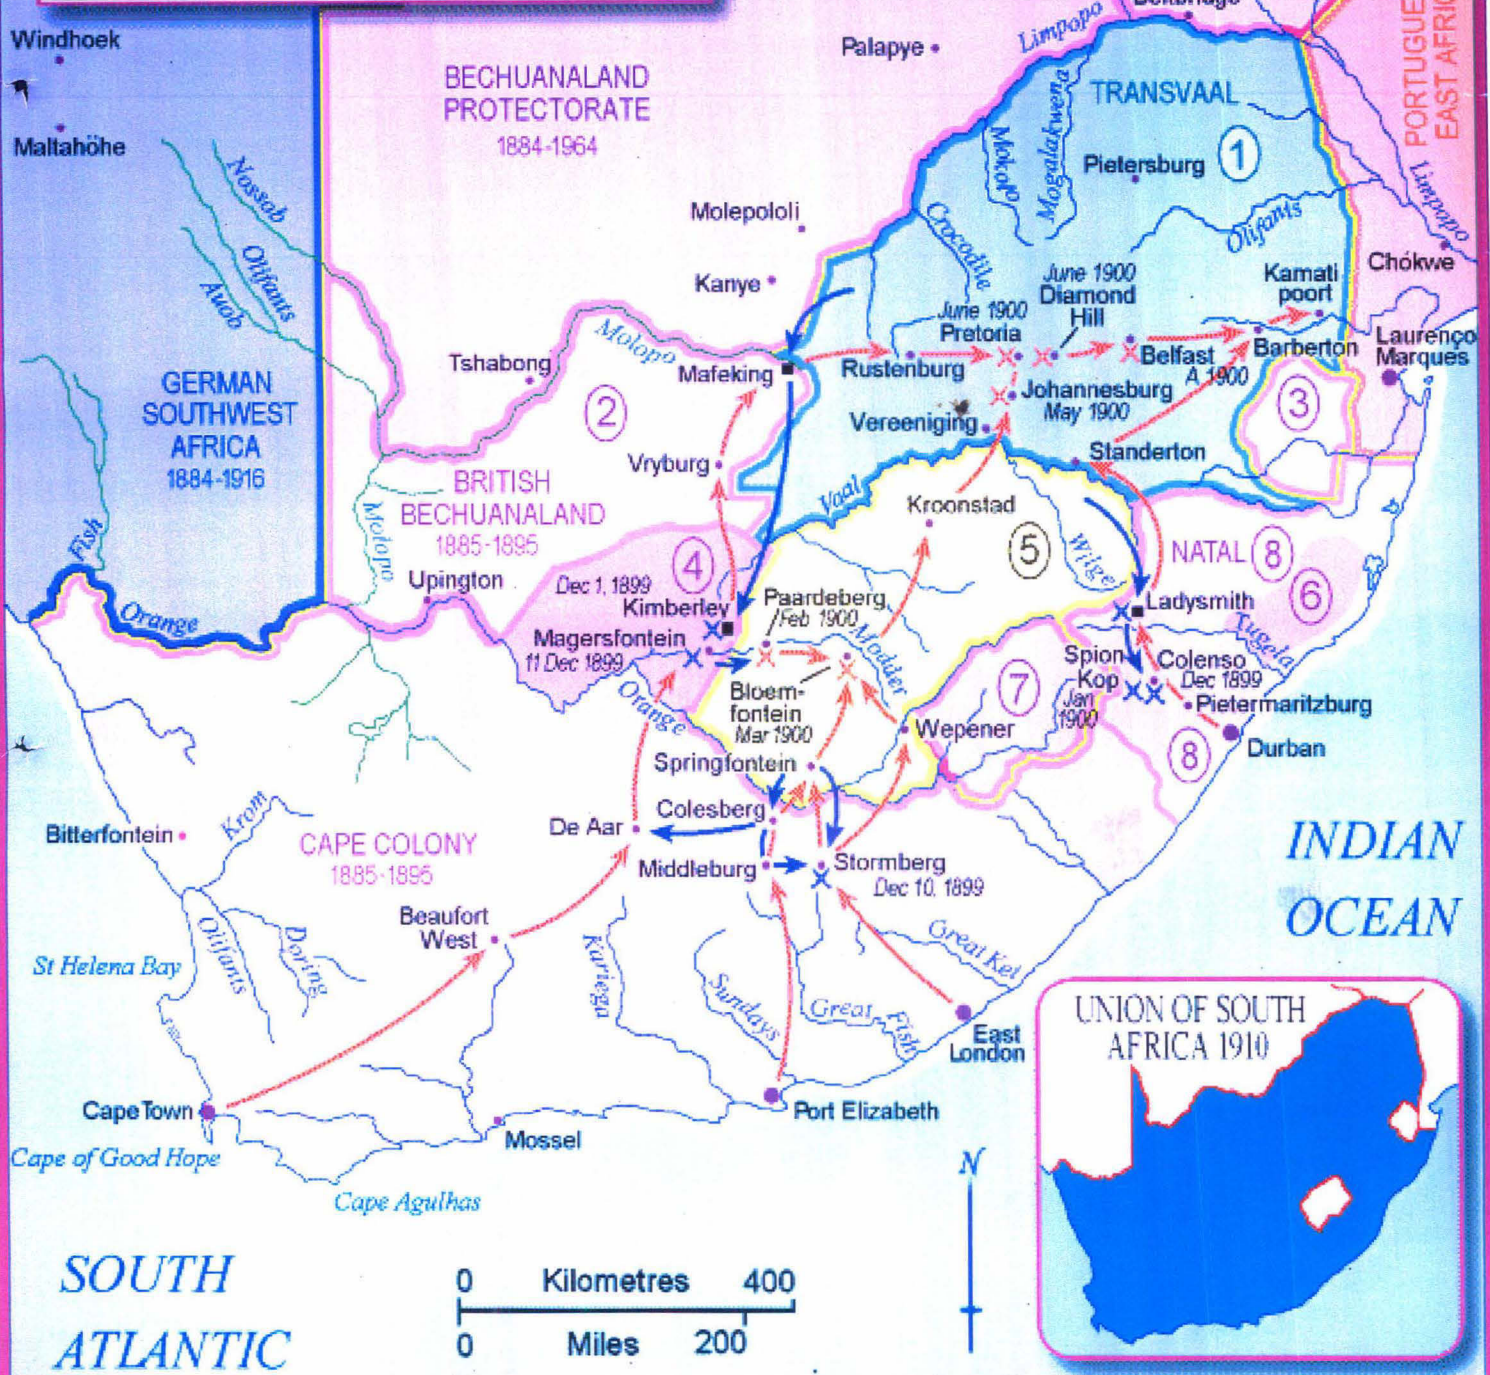 Windhoek
Maltahöhe
Nossob
Olifants
Auob
GERMAN
SOUTHWEST
AFRICA
1884-1916
Fish
Orange
BECHUANALAND
PROTECTORATE
1884-1964
Palapye
Limpopo
Molepololi
Kanye
Molopo
Tshabong
Mafeking
2
Vryburg
BRITISH
BECHUANALAND
1885-1895
Molopo
Upington
TRANSVAAL
1
Pietersburg
Mokolo
Mogalakwena
Crocodile
Olifants
PORTUGUE
EAST AFRIC
Limpopo
Chókwe
June 1900
Diamond
Hill
June 1900
Pretoria
Kamati
poort
Rustenburg
Belfast
A 1900
Barberton
Laurenço
Marques
Johannesburg
May 1900
Vereeniging
3
Standerton
Vaal
Kroonstad
5
Wilge
NATAL 8
6
4
Dec 1, 1899
Kimberley
Magersfontein
11 Dec 1899
Paardeberg
Feb 1900
Modder
Bloem-
fontein
Mar 1900
Orange
Ladysmith
Tugela
Spion
Kop
Jan
1900
Colenso
Dec 1899
Pietermaritzburg
Durban
7
8
Wepener
Springfontein
Colesberg
De Aar
Middleburg
Stormberg
Dec 10, 1899
Bitterfontein
Krom
CAPE COLONY
1885-1895
Beaufort
West
St Helena Bay
Olifants
Doring
Kariega
Sundays
Great Fish
Great Kei
East
London
Cape Town
Mossel
Port Elizabeth
Cape of Good Hope
Cape Agulhas
INDIAN
OCEAN
SOUTH
ATLANTIC
0 Kilometres 400
0 Miles 200
N
UNION OF SOUTH
AFRICA 1910